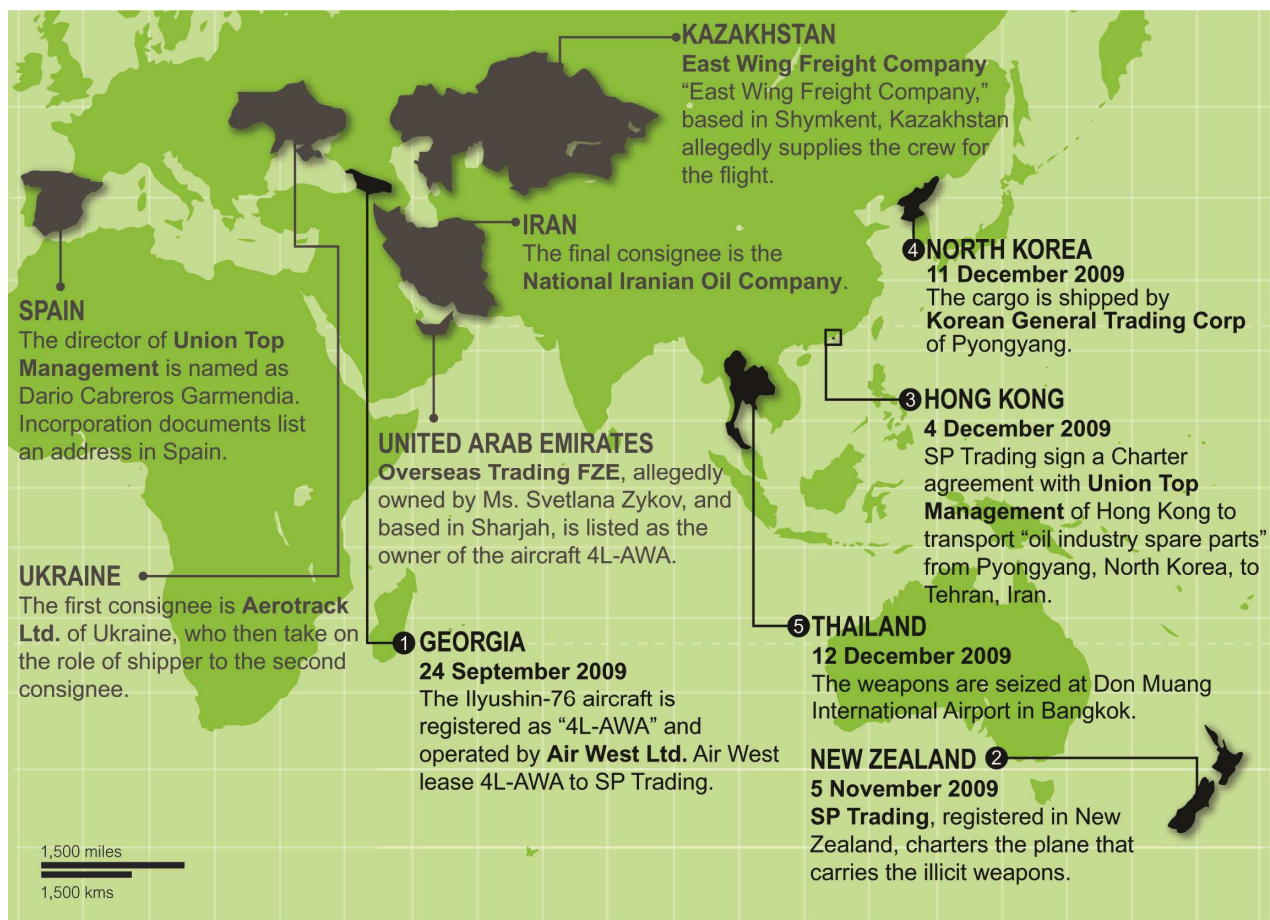 KAZAKHSTAN
East Wing Freight Company
“East Wing Freight Company,”
based in Shymkent, Kazakhstan
allegedly supplies the crew for
the flight.
IRAN
The final consignee is the
National Iranian Oil Company.
4 NORTH KOREA
11 December 2009
The cargo is shipped by
Korean General Trading Corp
of Pyongyang.
SPAIN
The director of Union Top
Management is named as
Dario Cabreros Garmendia.
Incorporation documents list
an address in Spain.
3 HONG KONG
4 December 2009
SP Trading sign a Charter
agreement with Union Top
Management of Hong Kong to
transport “oil industry spare parts”
from Pyongyang, North Korea, to
Tehran, Iran.
UNITED ARAB EMIRATES
Overseas Trading FZE, allegedly
owned by Ms. Svetlana Zykov, and
based in Sharjah, is listed as the
owner of the aircraft 4L-AWA.
UKRAINE
The first consignee is Aerotrack
Ltd. of Ukraine, who then take on
the role of shipper to the second
consignee.
1 GEORGIA
24 September 2009
The Ilyushin-76 aircraft is
registered as “4L-AWA” and
operated by Air West Ltd. Air West
lease 4L-AWA to SP Trading.
5 THAILAND
12 December 2009
The weapons are seized at Don Muang
International Airport in Bangkok.
NEW ZEALAND 2
5 November 2009
SP Trading, registered in New
Zealand, charters the plane that
carries the illicit weapons.
1,500 miles
1,500 kms